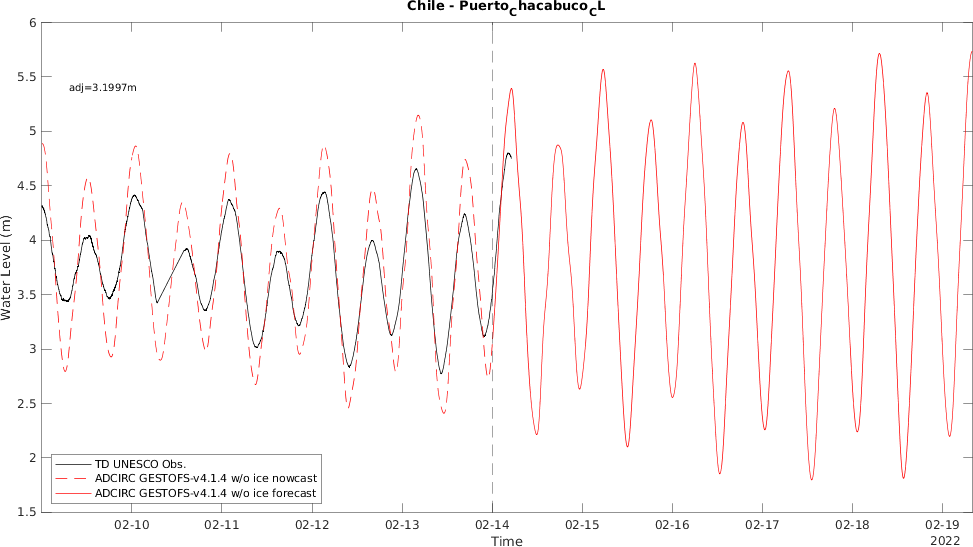 Chile - Puerto_Chacabuco_CL
6
5.5
5
4.5
4
3.5
3
2.5
2
1.5
Water Level (m)
adj=3.1997m
TD UNESCO Obs.
ADCIRC GESTOFS-v4.1.4 w/o ice nowcast
ADCIRC GESTOFS-v4.1.4 w/o ice forecast
02-10 02-11 02-12 02-13 02-14 02-15 02-16 02-17 02-18 02-19
Time 2022